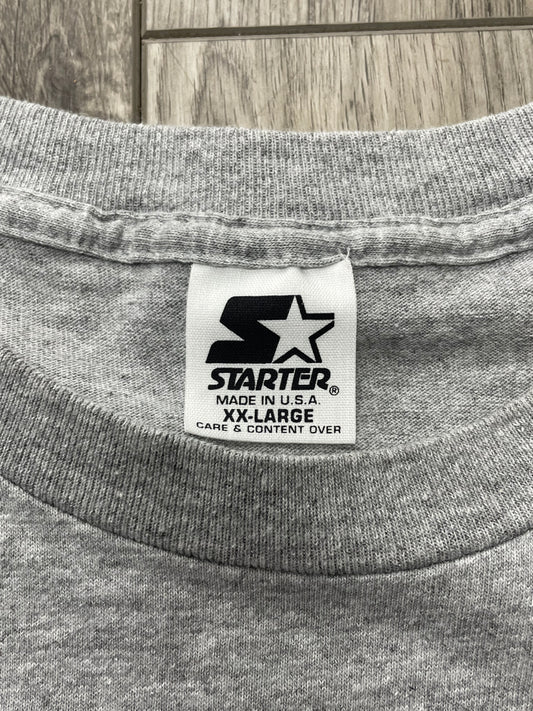 STARTER®
MADE IN U.S.A.
XX-LARGE
CARE & CONTENT OVER